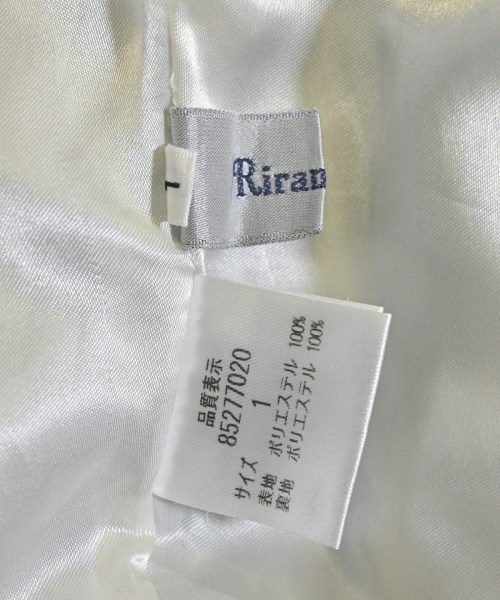 Riran
1
品質表示
85277020
サイズ 1
表地 ポリエステル 100%
裏地 ポリエステル 100%